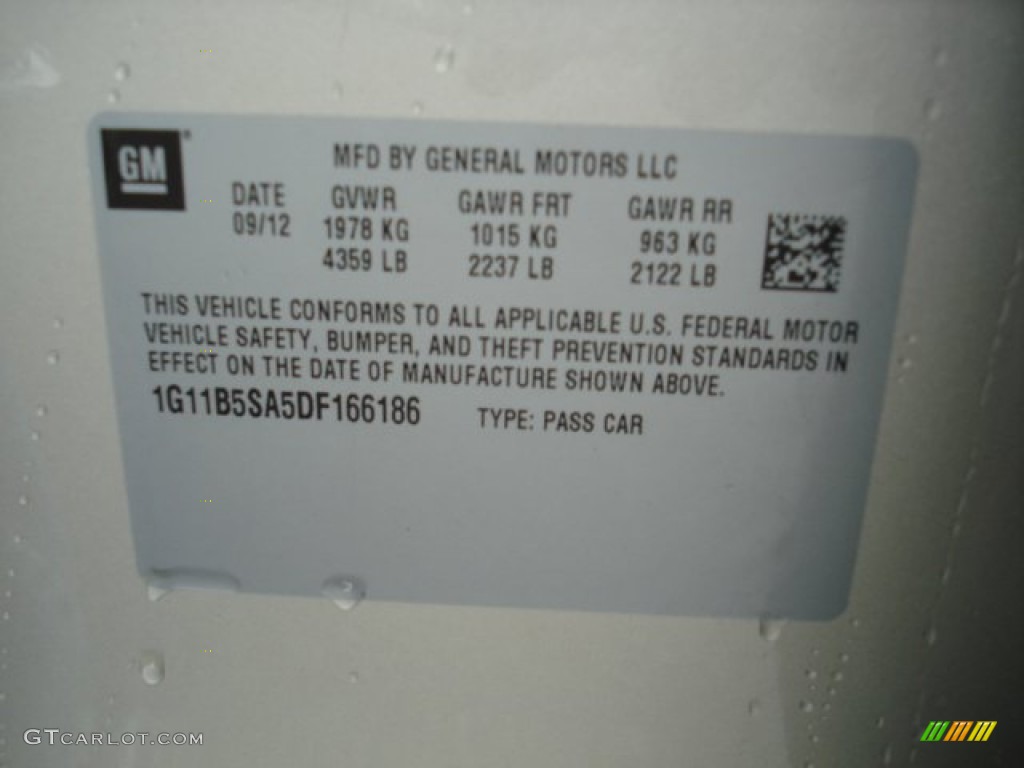 GM
MFD BY GENERAL MOTORS LLC
DATE GVWR GAWR FRT GAWR RR
09/12 1978 KG 1015 KG 963 KG
4359 LB 2237 LB 2122 LB
THIS VEHICLE CONFORMS TO ALL APPLICABLE U.S. FEDERAL MOTOR
VEHICLE SAFETY, BUMPER, AND THEFT PREVENTION STANDARDS IN
EFFECT ON THE DATE OF MANUFACTURE SHOWN ABOVE.
1G11B5SA5DF166186 TYPE: PASS CAR
GTCARLOT.COM